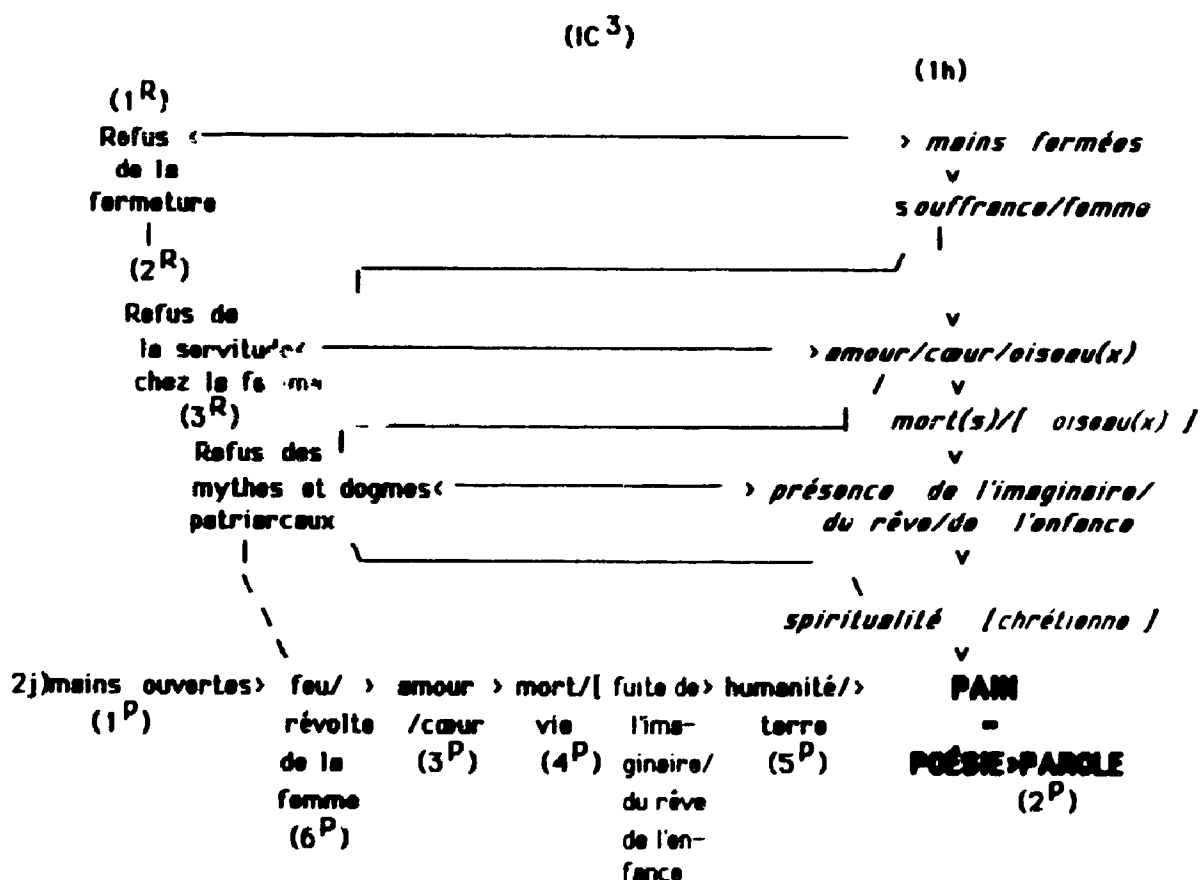 (IC³)
(1h)
(1ᴿ)
Refus < > mains fermées
de la v
fermeture souffrance/femme
(2ᴿ)
Refus de v
la servitude< > amour/cœur/oiseau(x)
chez la femme v
(3ᴿ) mort(s)/[ oiseau(x) ]
Refus des v
mythes et dogmes< > présence de l'imaginaire/
patriarcaux du rêve/de l'enfance
v
spiritualité [chrétienne ]
v
2j)mains ouvertes> feu/ > amour > mort/[ fuite de> humanité/> PAIN
(1ᴾ) révolte /cœur vie l'ima- terre =
de la (3ᴾ) (4ᴾ) ginaire/ (5ᴾ) POÉSIE>PAROLE
femme du rêve (2ᴾ)
(6ᴾ) de l'en-
fance